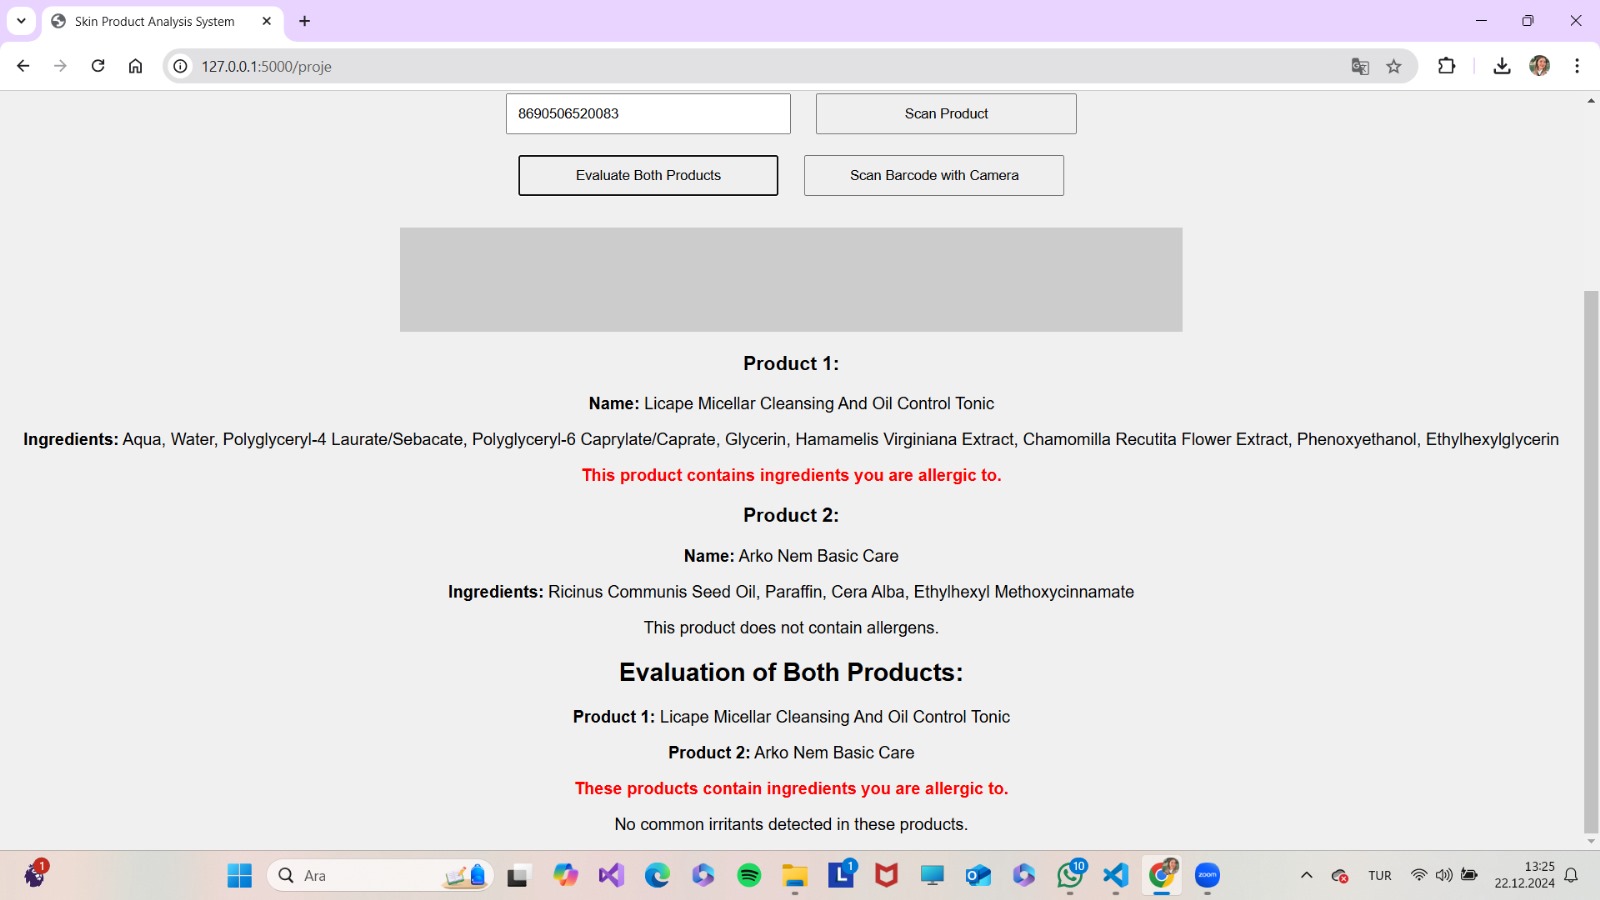 Skin Product Analysis System
127.0.0.1:5000/proje
8690506520083
Scan Product
Evaluate Both Products
Scan Barcode with Camera
Product 1:
Name: Licape Micellar Cleansing And Oil Control Tonic
Ingredients: Aqua, Water, Polyglyceryl-4 Laurate/Sebacate, Polyglyceryl-6 Caprylate/Caprate, Glycerin, Hamamelis Virginiana Extract, Chamomilla Recutita Flower Extract, Phenoxyethanol, Ethylhexylglycerin
This product contains ingredients you are allergic to.
Product 2:
Name: Arko Nem Basic Care
Ingredients: Ricinus Communis Seed Oil, Paraffin, Cera Alba, Ethylhexyl Methoxycinnamate
This product does not contain allergens.
Evaluation of Both Products:
Product 1: Licape Micellar Cleansing And Oil Control Tonic
Product 2: Arko Nem Basic Care
These products contain ingredients you are allergic to.
No common irritants detected in these products.
1
Ara
L
1
10
zoom
TUR
13:25
22.12.2024